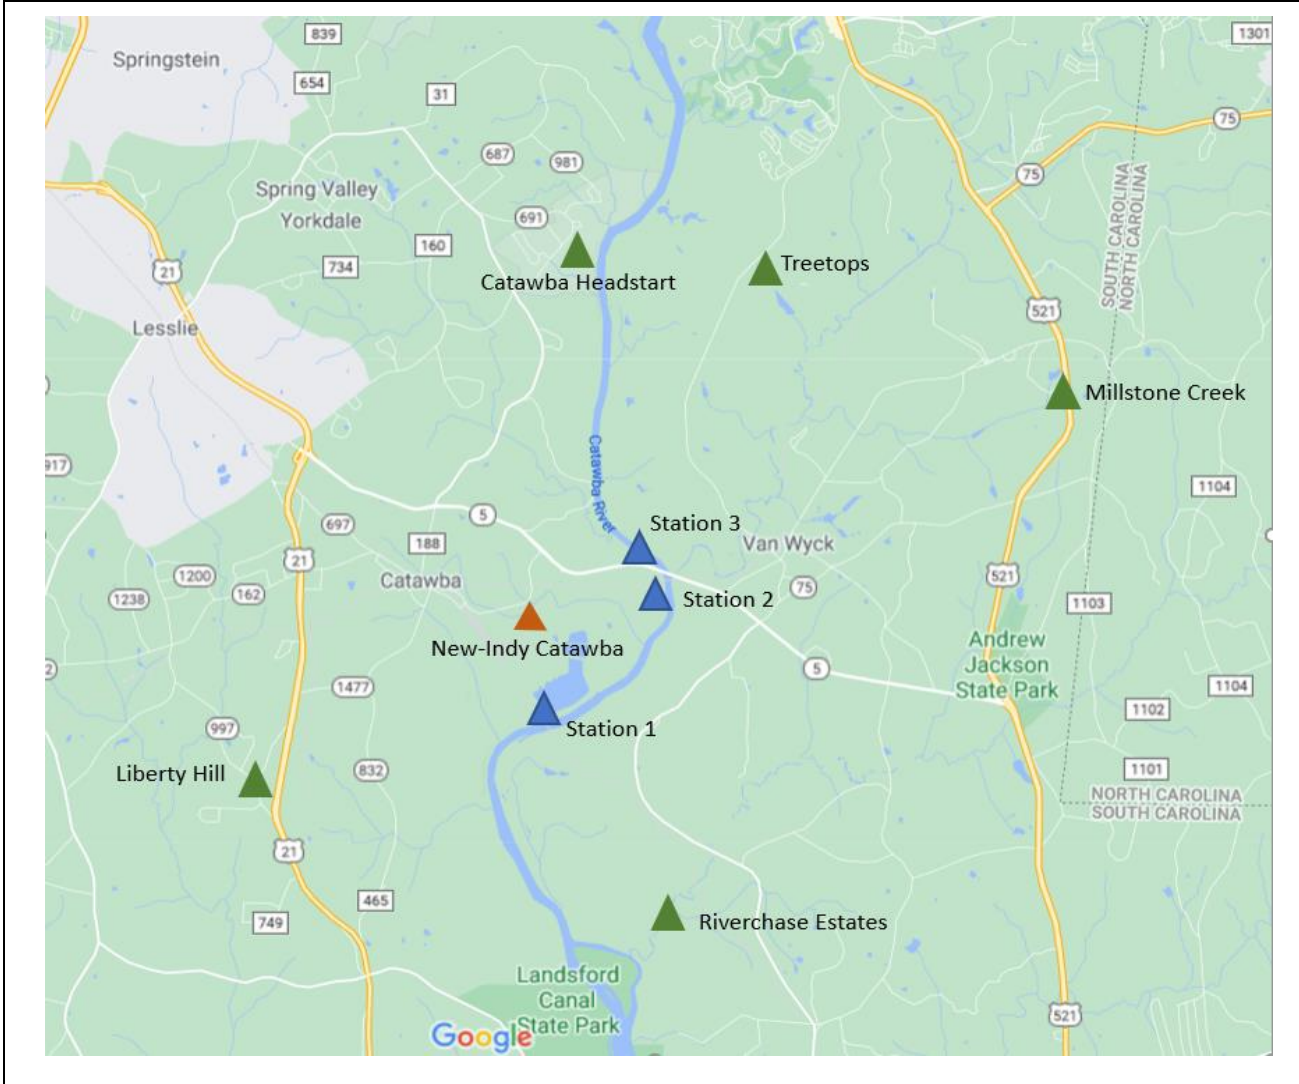 839
1301
Springstein
654
31
75
687
981
75
Spring Valley
Yorkdale
691
160
734
21
SOUTH CAROLINA
NORTH CAROLINA
Treetops
Catawba Headstart
521
Lesslie
Millstone Creek
Catawba River
917
1104
5
697
Station 3
188
Van Wyck
21
1200
Catawba
521
1238
162
75
Station 2
1103
New-Indy Catawba
Andrew
Jackson
State Park
2
5
1477
1104
1102
997
Station 1
Liberty Hill
832
1101
NORTH CAROLINA
SOUTH CAROLINA
21
465
749
Riverchase Estates
Landsford
Canal
State Park
Google
521